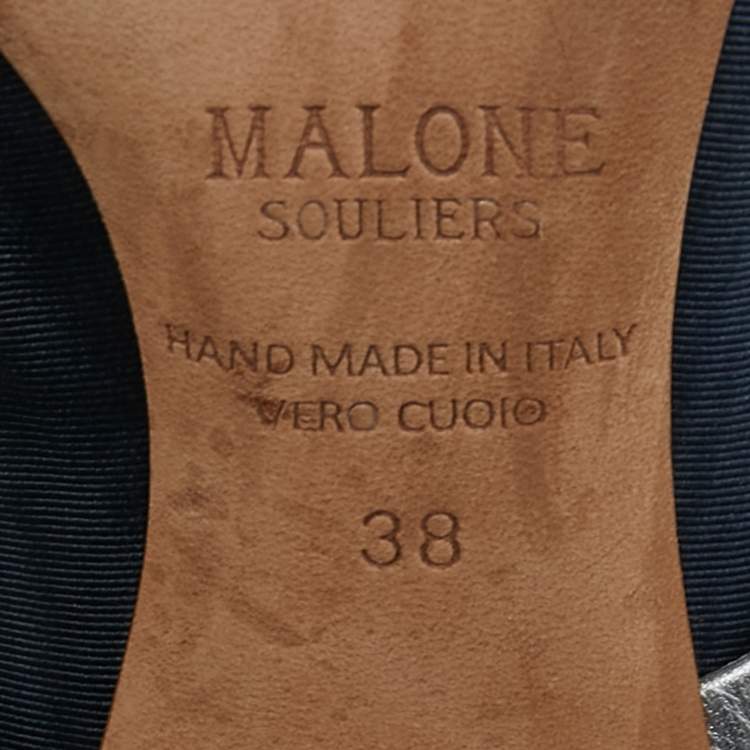 MALONE
SOULIERS
HAND MADE IN ITALY
VERO CUOIO
38